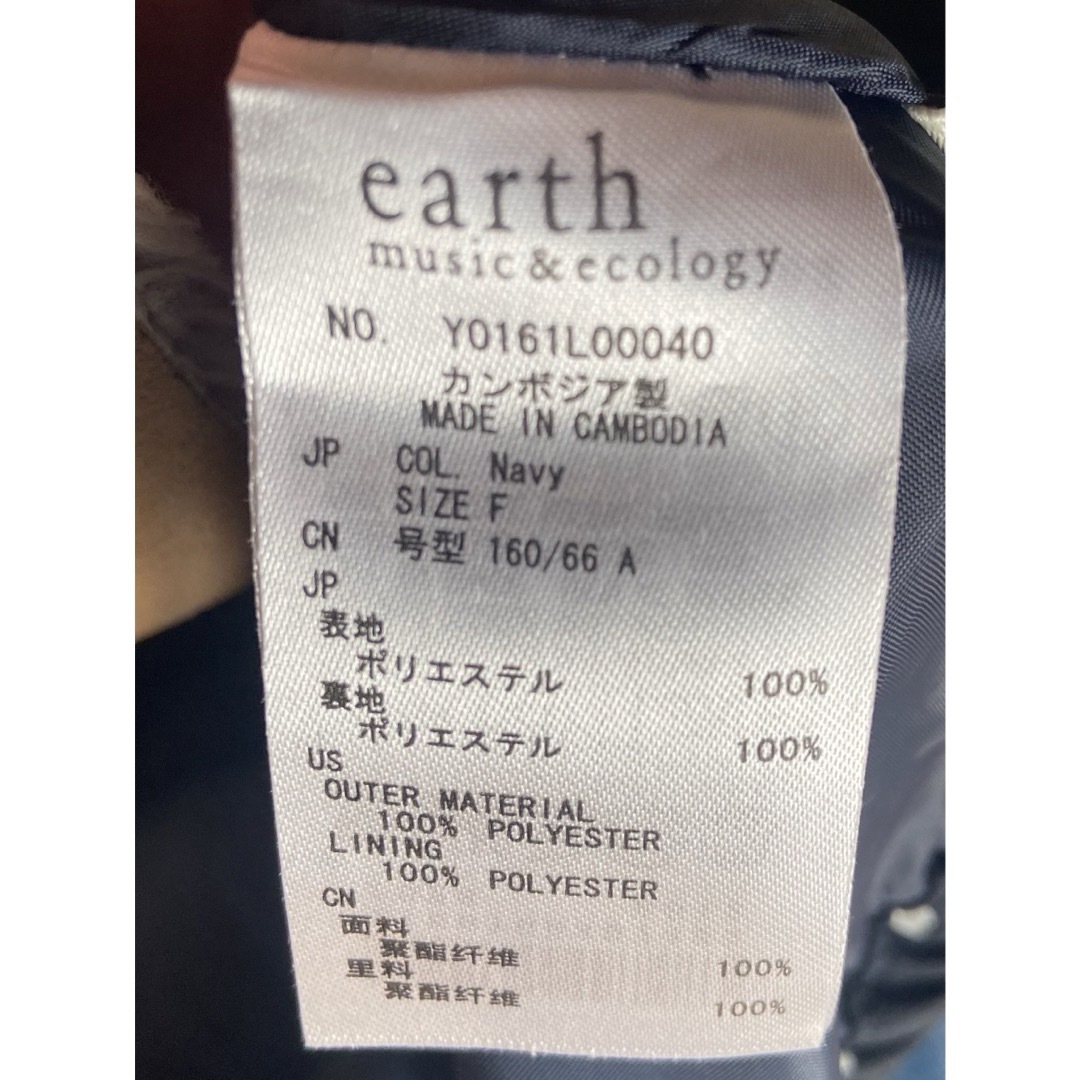 earth
music & ecology
NO. Y0161L00040
カンボジア製
MADE IN CAMBODIA
JP COL. Navy
SIZE F
CN 号型 160/66 A
JP
表地
ポリエステル 100%
裏地
ポリエステル 100%
US
OUTER MATERIAL
100% POLYESTER
LINING
100% POLYESTER
CN
面料
聚酯纤维 100%
里料
聚酯纤维 100%